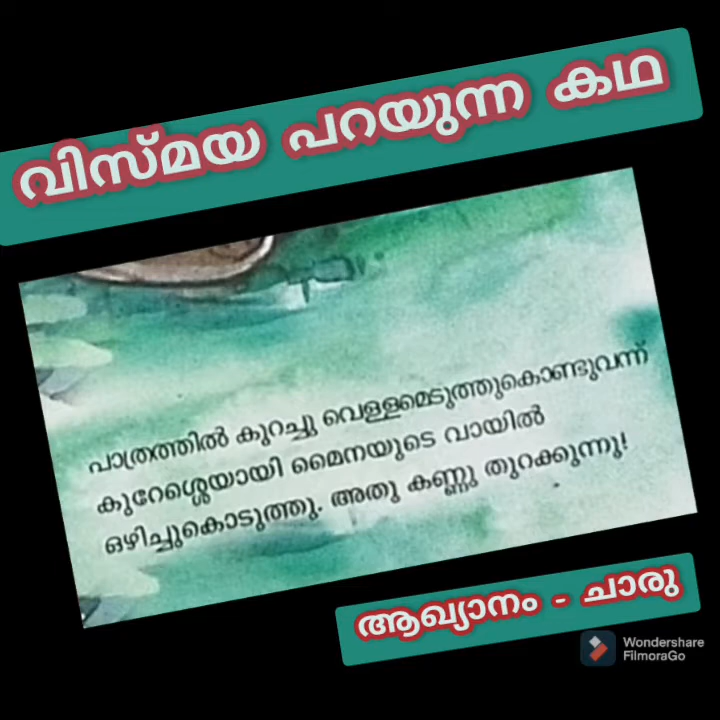 വിസ്മയ പറയുന്ന കഥ
പാത്രത്തിൽ കുറച്ചു വെള്ളമെടുത്തുകൊണ്ടുവന്ന്
കുറേശ്ശെയായി മൈനയുടെ വായിൽ
ഒഴിച്ചുകൊടുത്തു. അതു കണ്ണു തുറക്കുന്നു!
ആഖ്യാനം - ചാരു
Wondershare
FilmoraGo